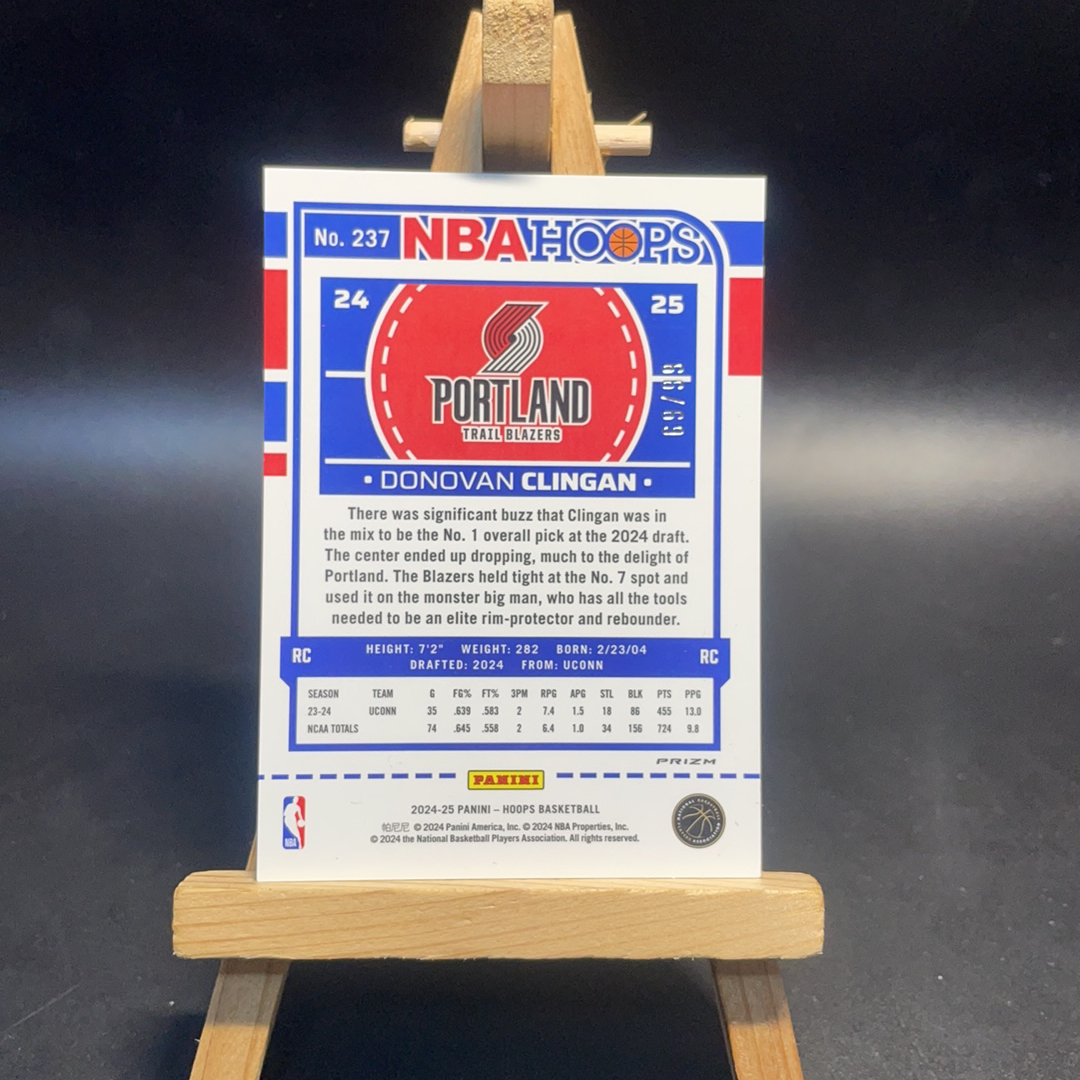 No. 237 NBA HOOPS
24 25
PORTLAND
TRAIL BLAZERS
• DONOVAN CLINGAN •
There was significant buzz that Clingan was in
the mix to be the No. 1 overall pick at the 2024 draft.
The center ended up dropping, much to the delight of
Portland. The Blazers held tight at the No. 7 spot and
used it on the monster big man, who has all the tools
needed to be an elite rim-protector and rebounder.
RC HEIGHT: 7'2" WEIGHT: 282 BORN: 2/23/04 RC
DRAFTED: 2024 FROM: UCONN
SEASON TEAM G FG% FT% 3PM RPG APG STL BLK PTS PPG
23-24 UCONN 35 .639 .583 2 7.4 1.5 18 86 455 13.0
NCAA TOTALS 74 .645 .558 2 6.4 1.0 34 156 724 9.8
PRIZM
PANINI
NBA
2024-25 PANINI – HOOPS BASKETBALL
帕尼尼 © 2024 Panini America, Inc. © 2024 NBA Properties, Inc.
© 2024 the National Basketball Players Association. All rights reserved.